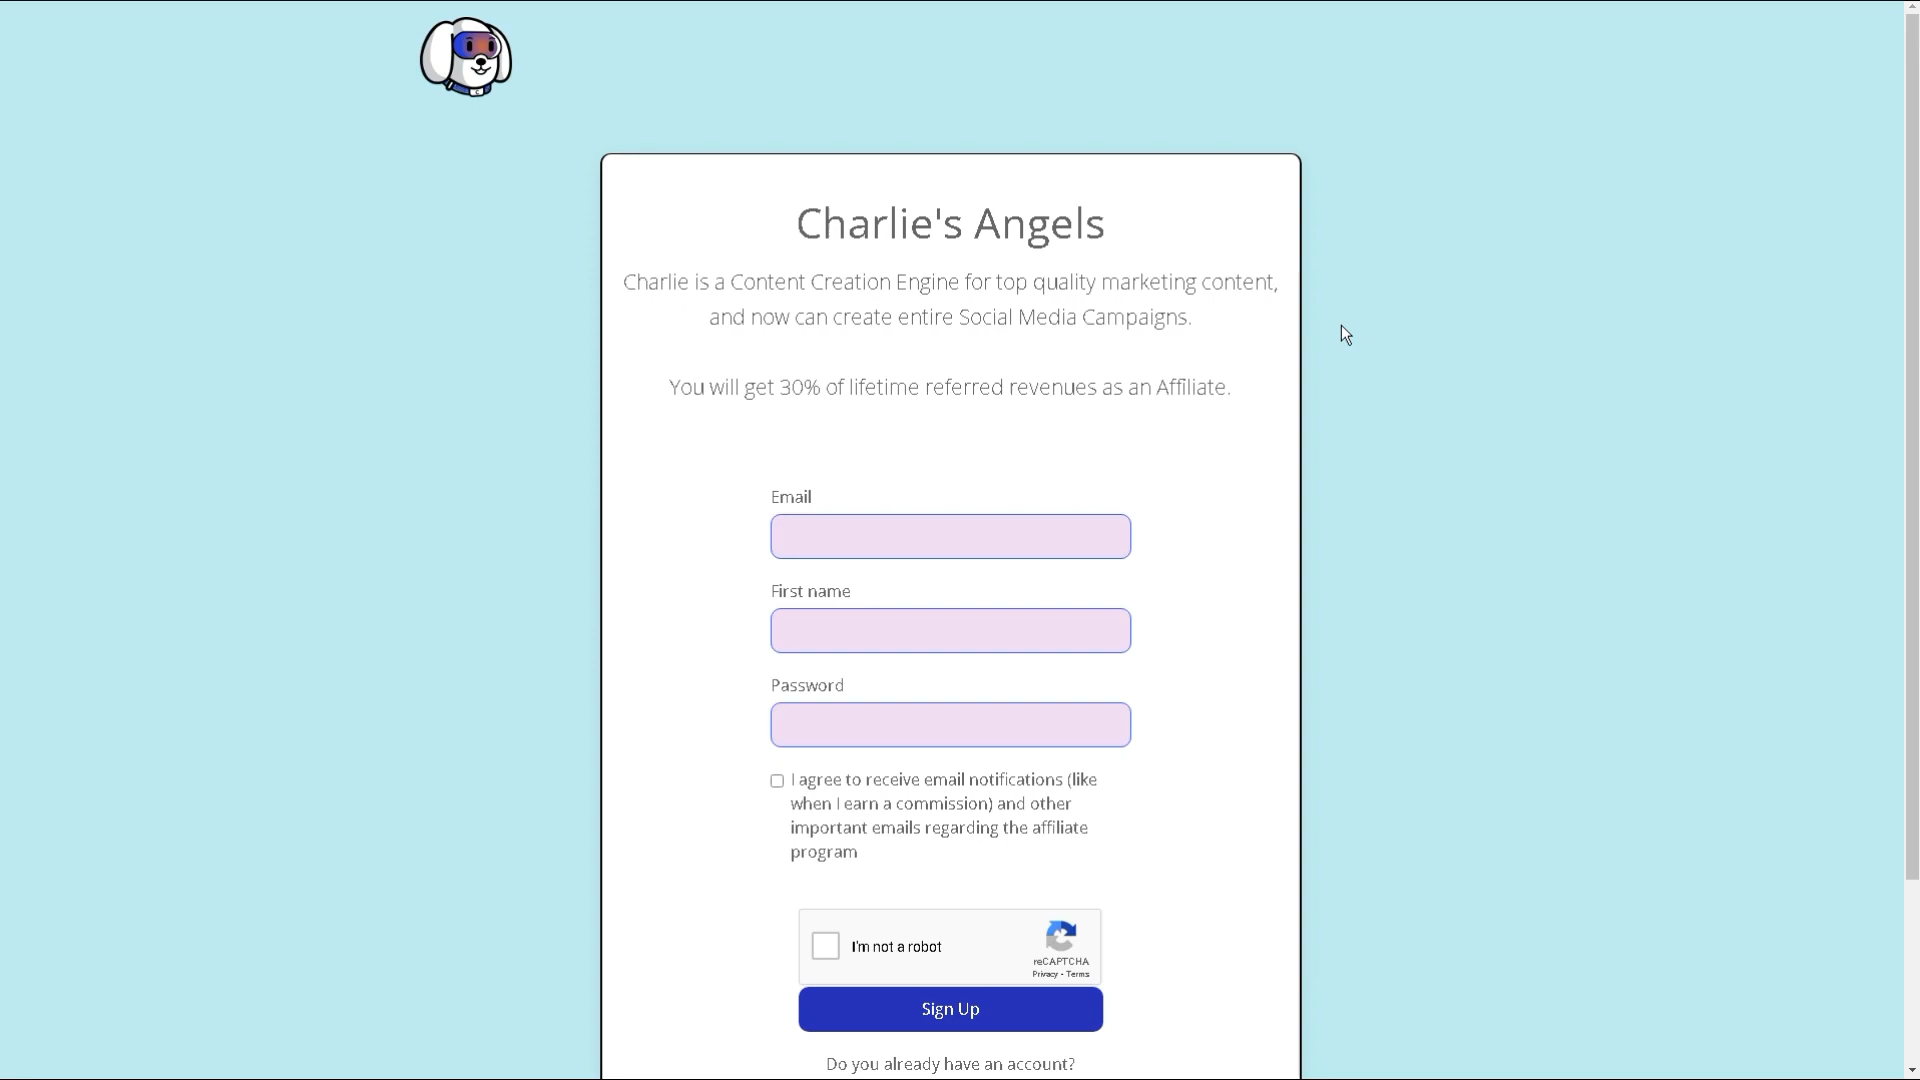 Charlie's Angels
Charlie is a Content Creation Engine for top quality marketing content,
and now can create entire Social Media Campaigns.
You will get 30% of lifetime referred revenues as an Affiliate.
Email
First name
Password
I agree to receive email notifications (like
when I earn a commission) and other
important emails regarding the affiliate
program
I'm not a robot
reCAPTCHA
Privacy - Terms
Sign Up
Do you already have an account?